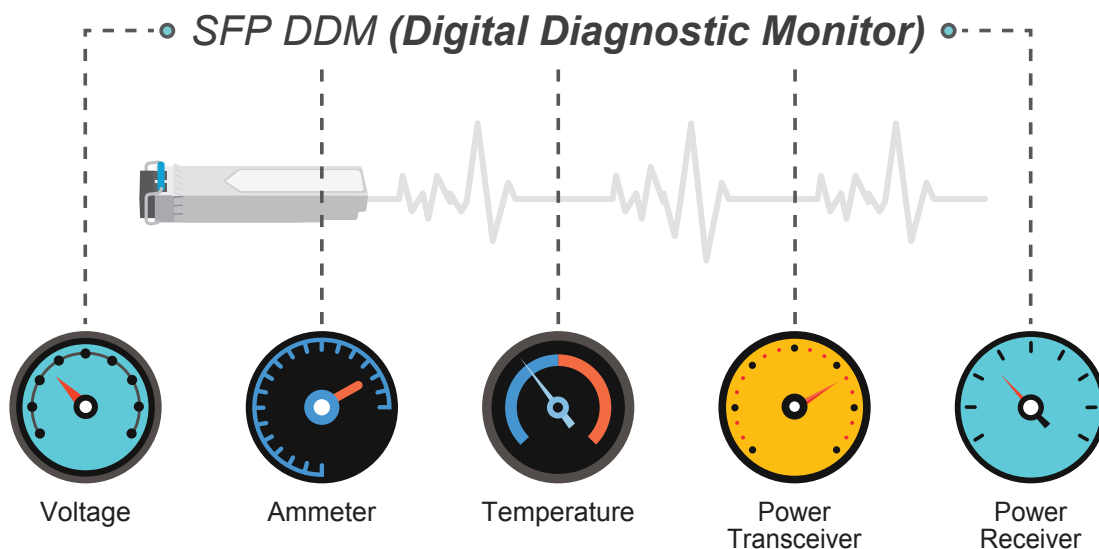 SFP DDM (Digital Diagnostic Monitor)
Voltage
Ammeter
Temperature
Power
Transceiver
Power
Receiver